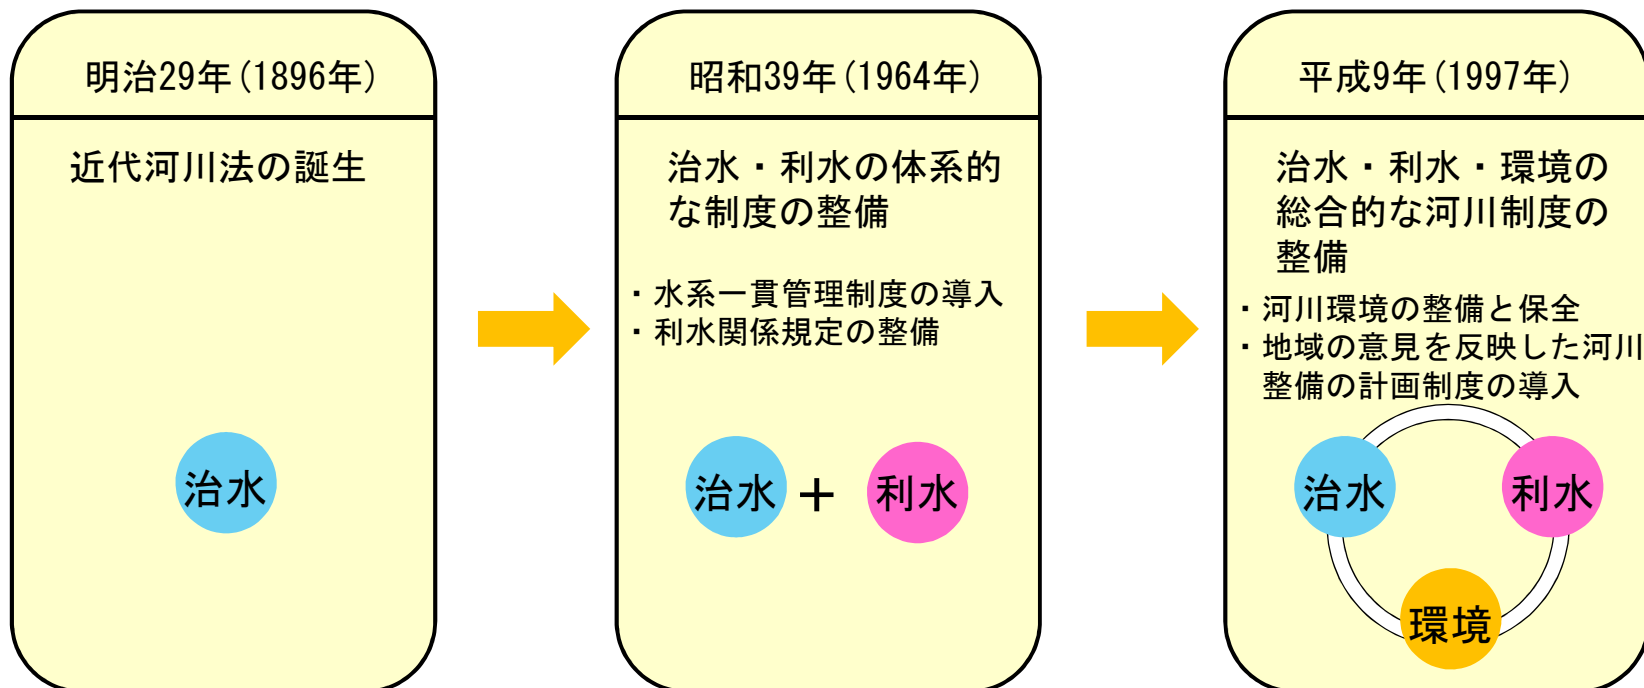 明治29年(1896年)
近代河川法の誕生
治水
昭和39年(1964年)
治水・利水の体系的
な制度の整備
・水系一貫管理制度の導入
・利水関係規定の整備
治水 + 利水
平成9年(1997年)
治水・利水・環境の
総合的な河川制度の
整備
・河川環境の整備と保全
・地域の意見を反映した河川
整備の計画制度の導入
治水 利水
環境